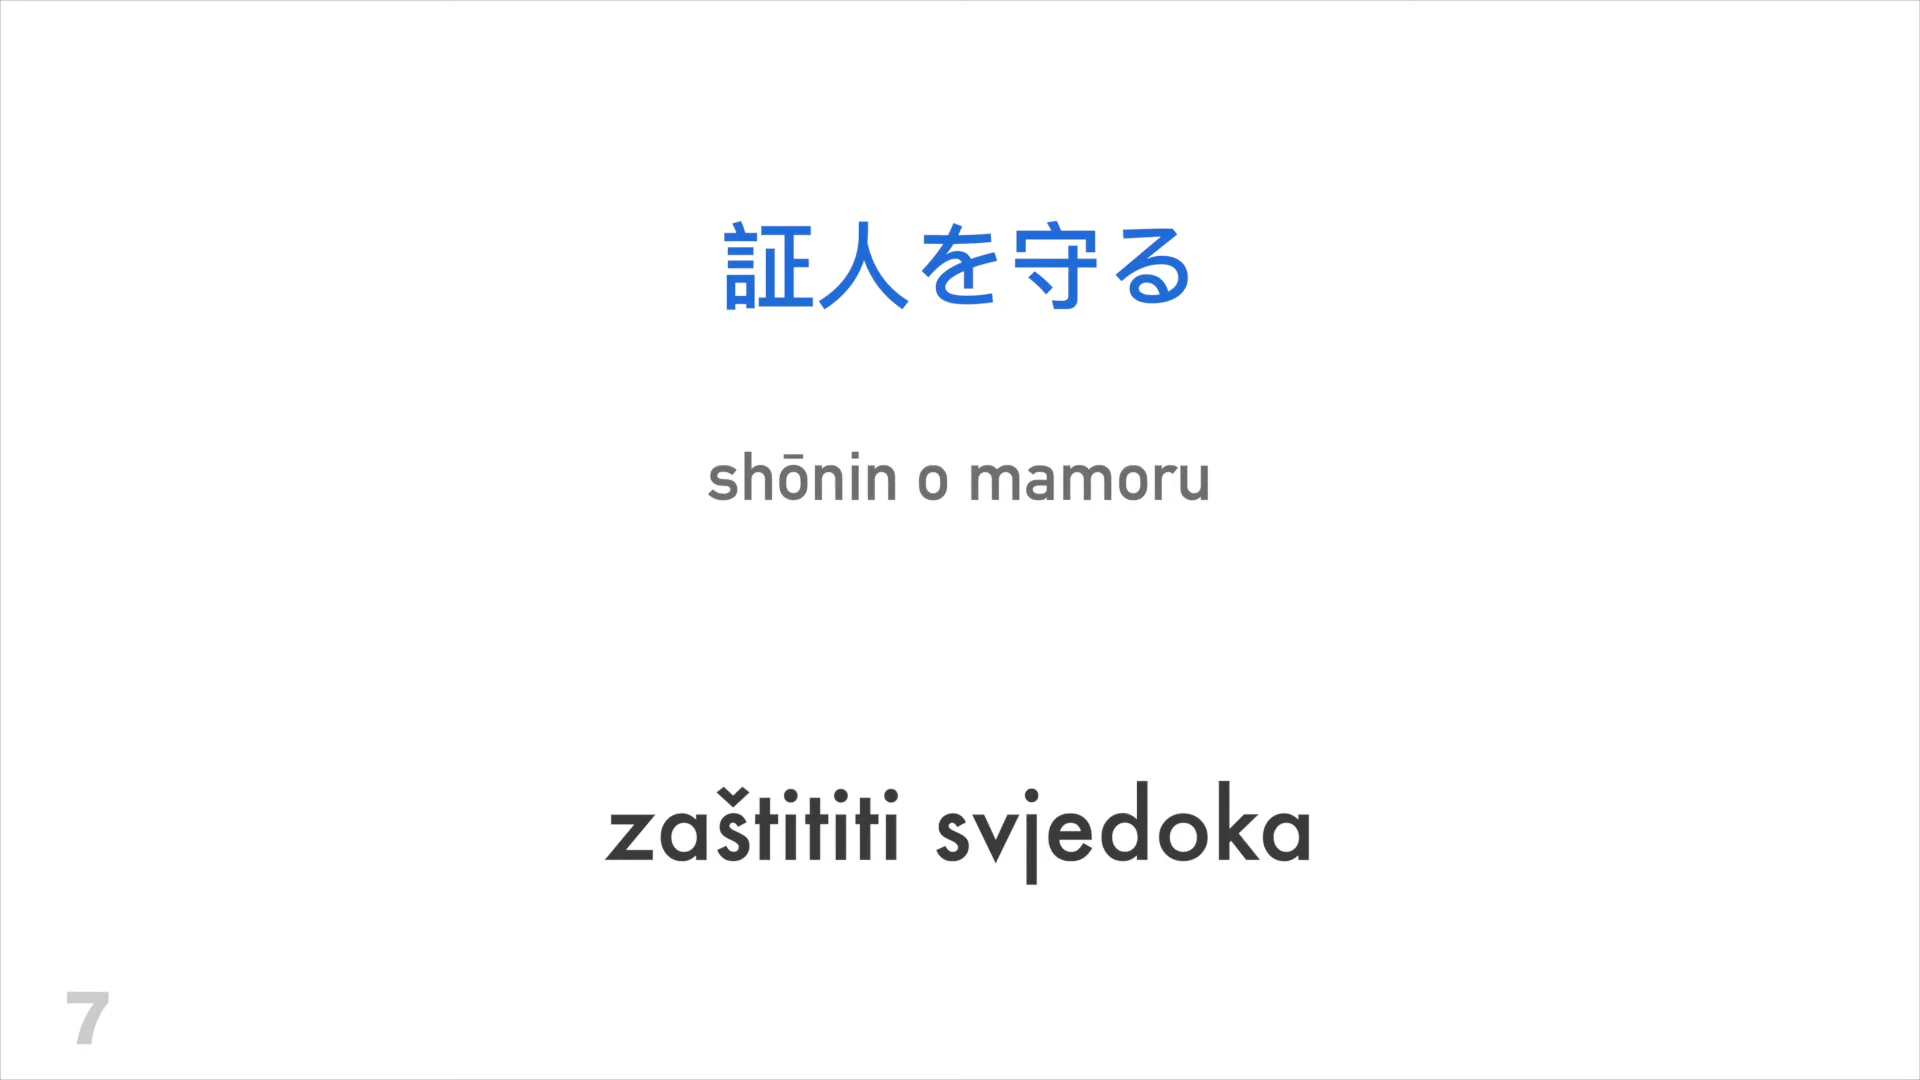 証人を守る
shōnin o mamoru
zaštititi svjedoka
7